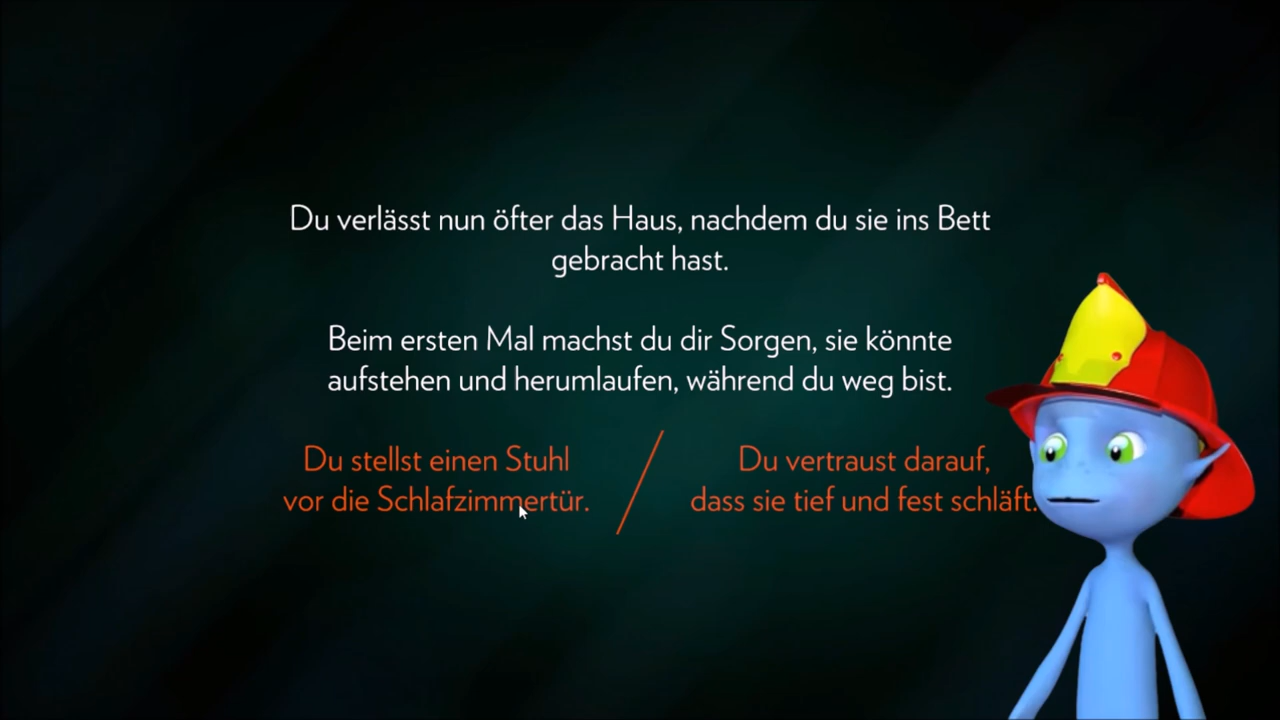 Du verlässt nun öfter das Haus, nachdem du sie ins Bett
gebracht hast.
Beim ersten Mal machst du dir Sorgen, sie könnte
aufstehen und herumlaufen, während du weg bist.
Du stellst einen Stuhl
vor die Schlafzimmertür.
Du vertraust darauf,
dass sie tief und fest schläft.